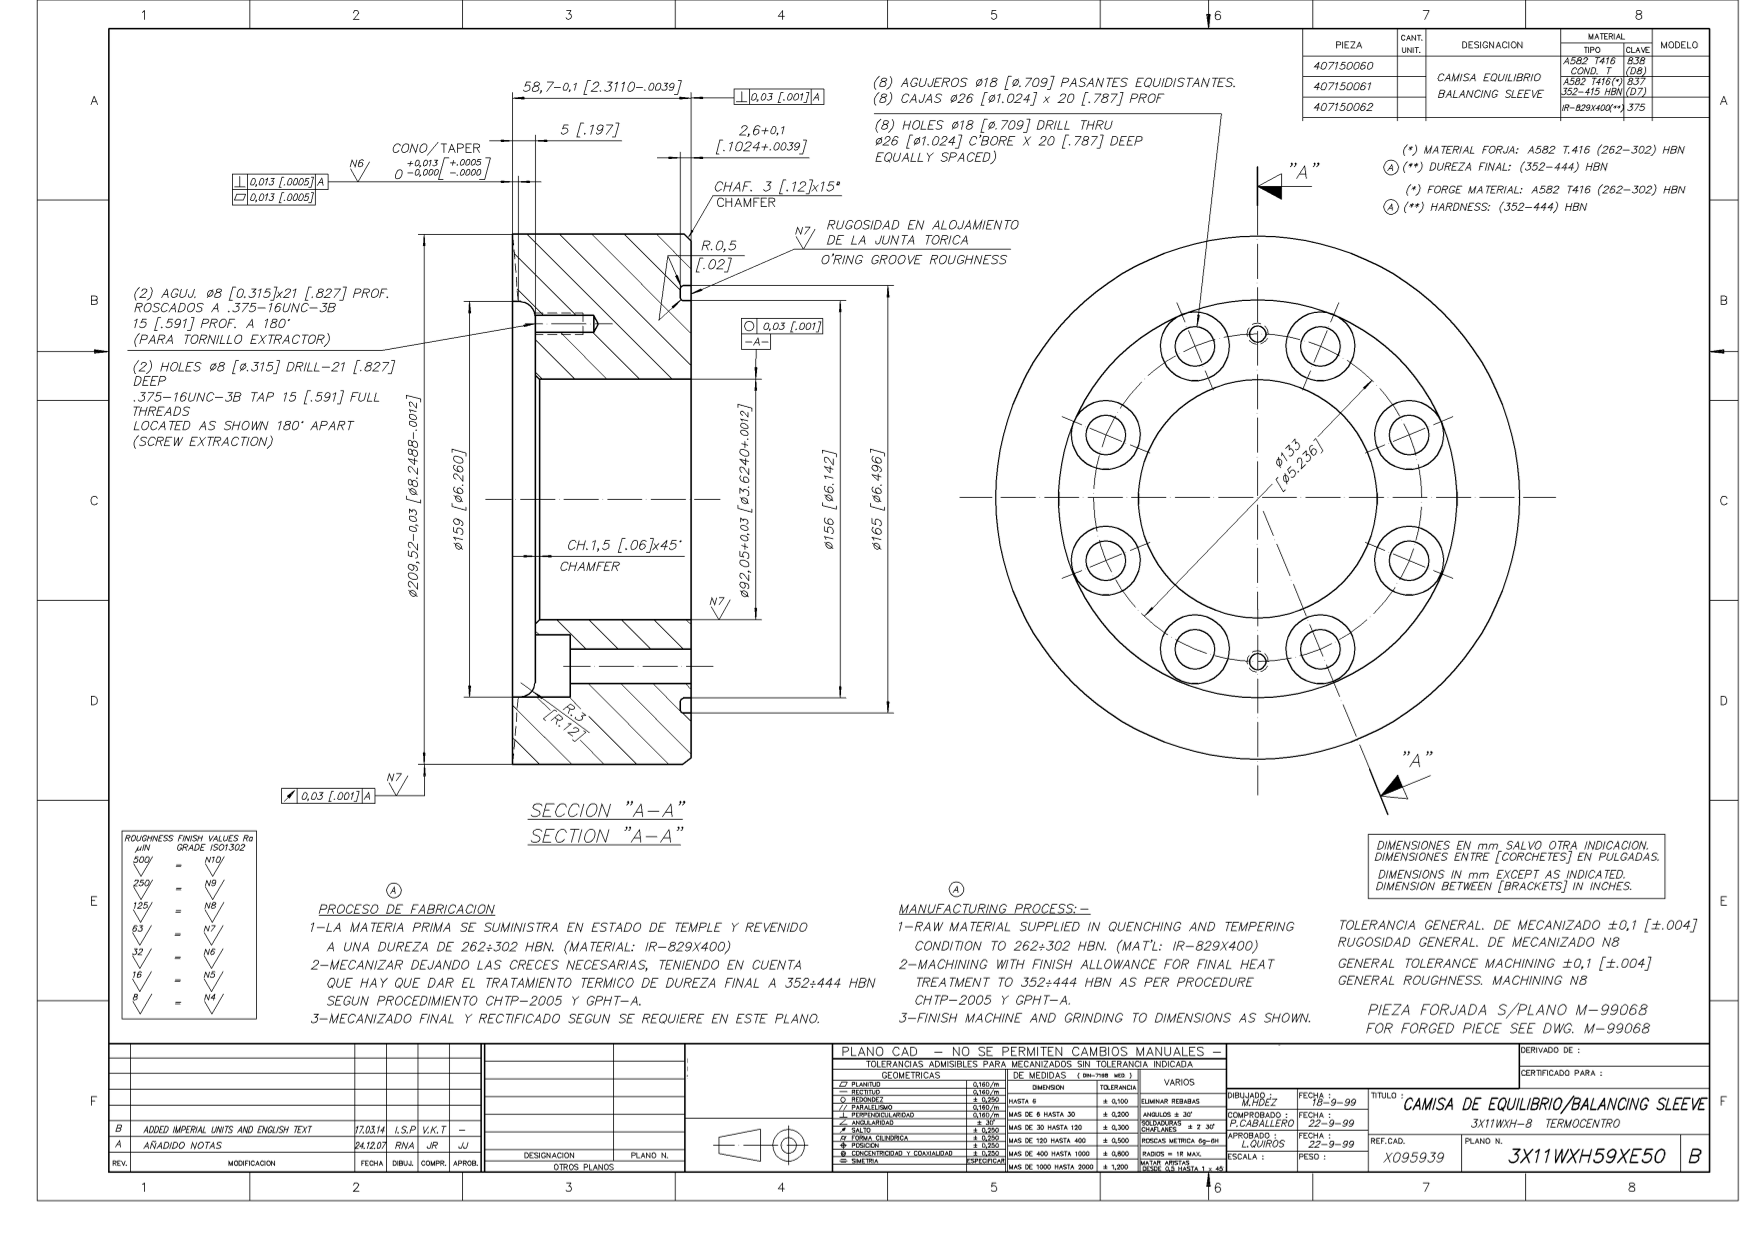 1 2 3 4 5 6 7 8
A
B
C
D
E
F
PIEZA
CANT. UNIT.
DESIGNACION
MATERIAL
TIPO
CLAVE
MODELO
407150060
A582 T416 COND. T
838 (D8)
407150061
A582 T416(*) 352-415 HBN
837 (D7)
407150062
IR-829X400(**)
375
CAMISA EQUILIBRIO
BALANCING SLEEVE
(*) MATERIAL FORJA: A582 T.416 (262-302) HBN
A (**) DUREZA FINAL: (352-444) HBN
(*) FORGE MATERIAL: A582 T416 (262-302) HBN
A (**) HARDNESS: (352-444) HBN
58,7-0,1 [2.3110-.0039]
⊥ 0,03 [.001] A
5 [.197]
2,6+0,1
[.1024+.0039]
(8) AGUJEROS ø18 [ø.709] PASANTES EQUIDISTANTES.
(8) CAJAS ø26 [ø1.024] x 20 [.787] PROF
(8) HOLES ø18 [ø.709] DRILL THRU
ø26 [ø1.024] C'BORE X 20 [.787] DEEP
EQUALLY SPACED)
CONO/TAPER
0 +0,013 -0,000 [+.0005 -.0000]
N6
⊥ 0,013 [.0005] A
⏥ 0,013 [.0005]
CHAF. 3 [.12]x15°
CHAMFER
N7
RUGOSIDAD EN ALOJAMIENTO
DE LA JUNTA TORICA
O'RING GROOVE ROUGHNESS
R.0,5
[.02]
"A"
(2) AGUJ. ø8 [0.315]x21 [.827] PROF.
ROSCADOS A .375-16UNC-3B
15 [.591] PROF. A 180°
(PARA TORNILLO EXTRACTOR)
(2) HOLES ø8 [ø.315] DRILL-21 [.827]
DEEP
.375-16UNC-3B TAP 15 [.591] FULL
THREADS
LOCATED AS SHOWN 180° APART
(SCREW EXTRACTION)
○ 0,03 [.001]
-A-
ø209,52-0,03 [ø8.2488-.0012]
ø159 [ø6.260]
ø92,05+0,03 [ø3.6240+.0012]
ø156 [ø6.142]
ø165 [ø6.496]
ø133
[ø5.236]
CH.1,5 [.06]x45°
CHAMFER
N7
R.3
[R.12]
"A"
N7
↗ 0,03 [.001] A
SECCION "A-A"
SECTION "A-A"
ROUGHNESS FINISH VALUES Ra
µIN GRADE ISO1302
500 = N10
250 = N9
125 = N8
63 = N7
32 = N6
16 = N5
8 = N4
A
PROCESO DE FABRICACION
1-LA MATERIA PRIMA SE SUMINISTRA EN ESTADO DE TEMPLE Y REVENIDO
A UNA DUREZA DE 262÷302 HBN. (MATERIAL: IR-829X400)
2-MECANIZAR DEJANDO LAS CRECES NECESARIAS, TENIENDO EN CUENTA
QUE HAY QUE DAR EL TRATAMIENTO TERMICO DE DUREZA FINAL A 352÷444 HBN
SEGUN PROCEDIMIENTO CHTP-2005 Y GPHT-A.
3-MECANIZADO FINAL Y RECTIFICADO SEGUN SE REQUIERE EN ESTE PLANO.
A
MANUFACTURING PROCESS:-
1-RAW MATERIAL SUPPLIED IN QUENCHING AND TEMPERING
CONDITION TO 262÷302 HBN. (MAT'L: IR-829X400)
2-MACHINING WITH FINISH ALLOWANCE FOR FINAL HEAT
TREATMENT TO 352÷444 HBN AS PER PROCEDURE
CHTP-2005 Y GPHT-A.
3-FINISH MACHINE AND GRINDING TO DIMENSIONS AS SHOWN.
DIMENSIONES EN mm SALVO OTRA INDICACION.
DIMENSIONES ENTRE [CORCHETES] EN PULGADAS.
DIMENSIONS IN mm EXCEPT AS INDICATED.
DIMENSION BETWEEN [BRACKETS] IN INCHES.
TOLERANCIA GENERAL. DE MECANIZADO ±0,1 [±.004]
RUGOSIDAD GENERAL. DE MECANIZADO N8
GENERAL TOLERANCE MACHINING ±0,1 [±.004]
GENERAL ROUGHNESS. MACHINING N8
PIEZA FORJADA S/PLANO M-99068
FOR FORGED PIECE SEE DWG. M-99068
B ADDED IMPERIAL UNITS AND ENGLISH TEXT 17.03.14 I.S.P V.K.T -
A AÑADIDO NOTAS 24.12.07 RNA JR JJ
REV. MODIFICACION FECHA DIBUJ. COMPR. APROB.
DESIGNACION PLANO N.
OTROS PLANOS
PLANO CAD - NO SE PERMITEN CAMBIOS MANUALES -
TOLERANCIAS ADMISIBLES PARA MECANIZADOS SIN TOLERANCIA INDICADA
GEOMETRICAS
PLANITUD 0,160/m
RECTITUD 0,160/m
REDONDEZ ± 0,250
PARALELISMO 0,160/m
PERPENDICULARIDAD 0,160/m
ANGULARIDAD ± 30'
SALTO ± 0,250
FORMA CILINDRICA ± 0,250
POSICION ± 0,250
CONCENTRICIDAD Y COAXIALIDAD ± 0,250
SIMETRIA ESPECIFICAR
DE MEDIDAS ( DIN-7168 MED )
DIMENSION TOLERANCIA
HASTA 6 ± 0,100
MAS DE 6 HASTA 30 ± 0,200
MAS DE 30 HASTA 120 ± 0,300
MAS DE 120 HASTA 400 ± 0,500
MAS DE 400 HASTA 1000 ± 0,800
MAS DE 1000 HASTA 2000 ± 1,200
VARIOS
ELIMINAR REBABAS
ANGULOS ± 30'
SOLDADURAS CHAFLANES ± 2 30'
ROSCAS METRICA 6g-6H
RADIOS = 1R MAX.
MATAR ARISTAS
DESDE 0,5 HASTA 1 x 45
DERIVADO DE :
CERTIFICADO PARA :
DIBUJADO : M.HDEZ
FECHA : 18-9-99
COMPROBADO : P.CABALLERO
FECHA : 22-9-99
APROBADO : L.QUIROS
FECHA : 22-9-99
ESCALA :
PESO :
TITULO : CAMISA DE EQUILIBRIO/BALANCING SLEEVE
3X11WXH-8 TERMOCENTRO
REF.CAD. X095939
PLANO N. 3X11WXH59XE50 B
A
B
C
D
E
F
1 2 3 4 5 6 7 8